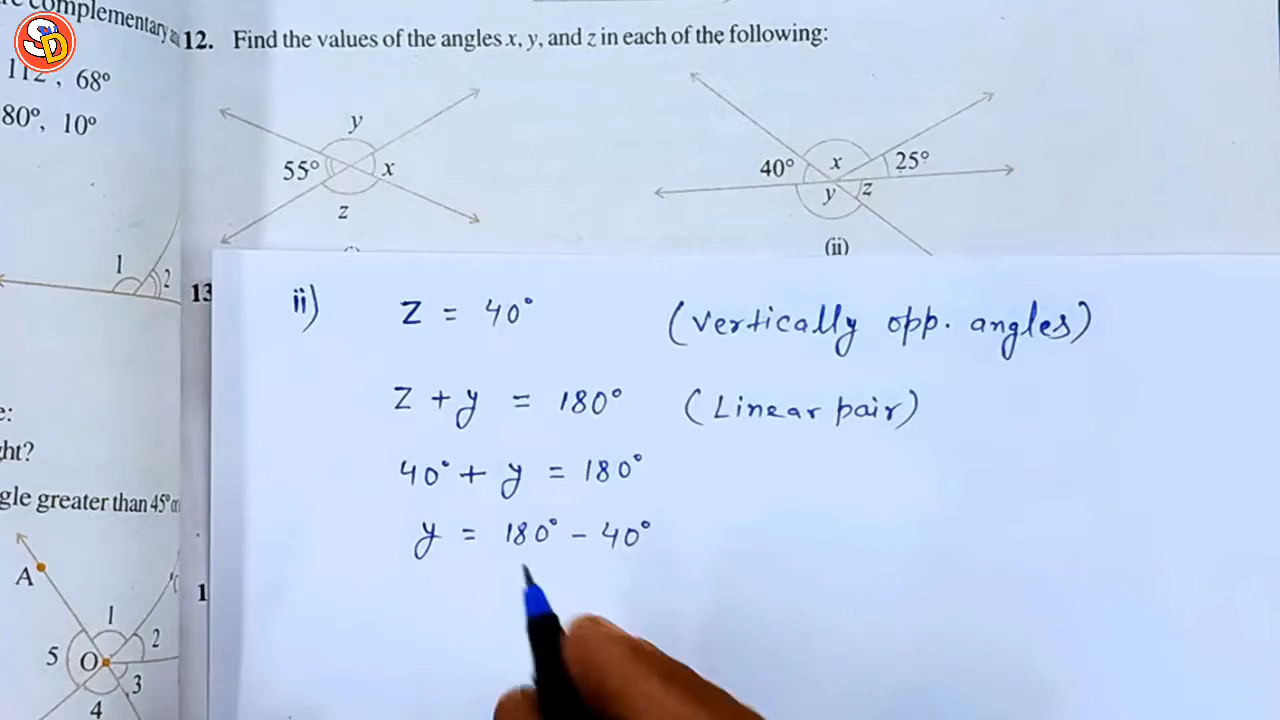 complementary
SD
112°, 68°
80°, 10°
12. Find the values of the angles x, y, and z in each of the following:
y
55°
x
z
40°
x
25°
y
z
(ii)
1
2
13
ii) z = 40° (vertically opp. angles)
z + y = 180° (Linear pair)
40° + y = 180°
y = 180° - 40°
e:
ht?
gle greater than 45°
A
1
2
5
O
3
4
1